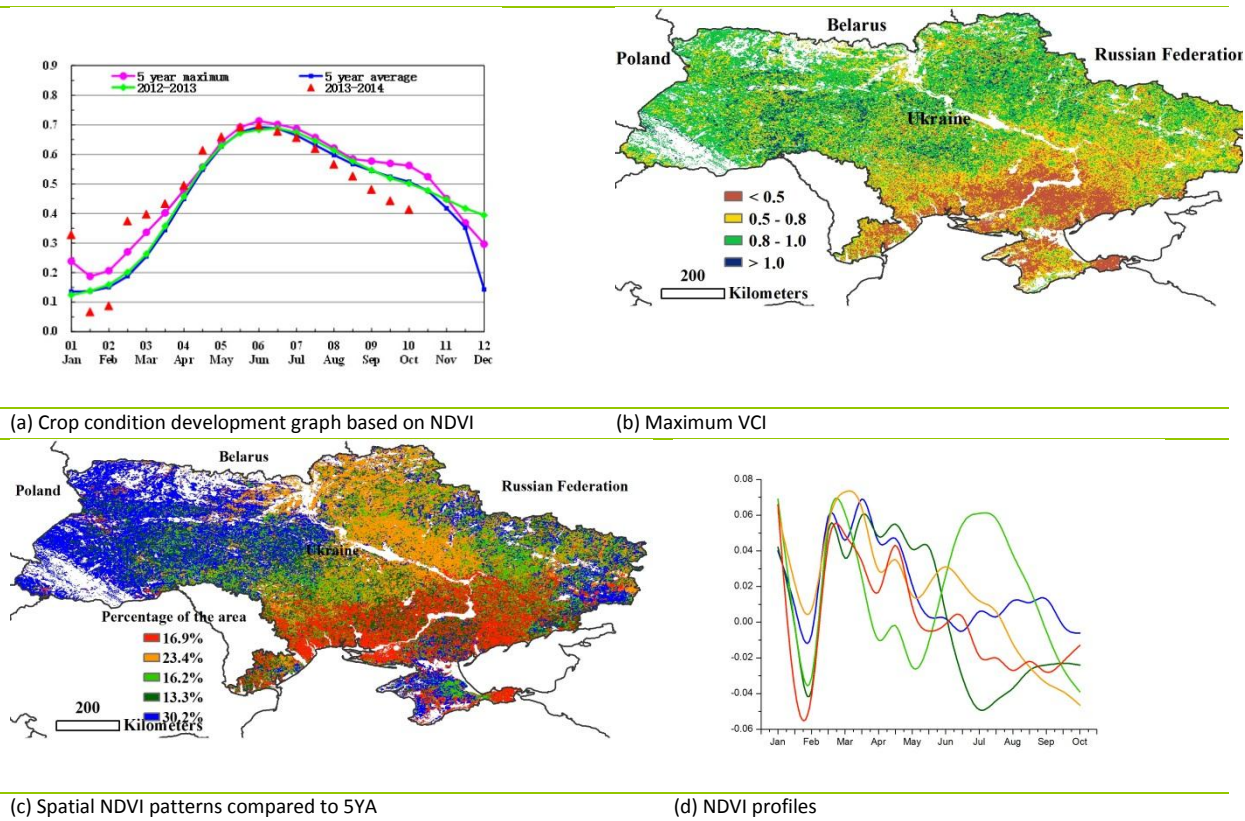 5 year maximum
5 year average
2012-2013
2013-2014
0.9
0.8
0.7
0.6
0.5
0.4
0.3
0.2
0.1
0.0
01 02 03 04 05 06 07 08 09 10 11 12
Jan Feb Mar Apr May Jun Jul Aug Sep Oct Nov Dec
Belarus
Poland
Russian Federation
Ukraine
< 0.5
0.5 - 0.8
0.8 - 1.0
> 1.0
200
Kilometers
(a) Crop condition development graph based on NDVI
(b) Maximum VCI
Belarus
Poland
Russian Federation
Ukraine
Percentage of the area
16.9%
23.4%
16.2%
13.3%
30.2%
200
Kilometers
0.08
0.06
0.04
0.02
0.00
-0.02
-0.04
-0.06
Jan Feb Mar Apr May Jun Jul Aug Sep Oct
(c) Spatial NDVI patterns compared to 5YA
(d) NDVI profiles